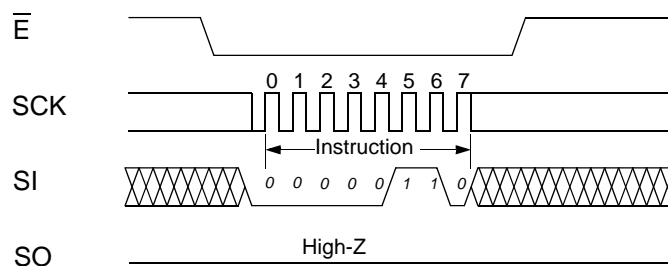 E̅
SCK 0 1 2 3 4 5 6 7
Instruction
SI 0 0 0 0 0 1 1 0
High-Z
SO